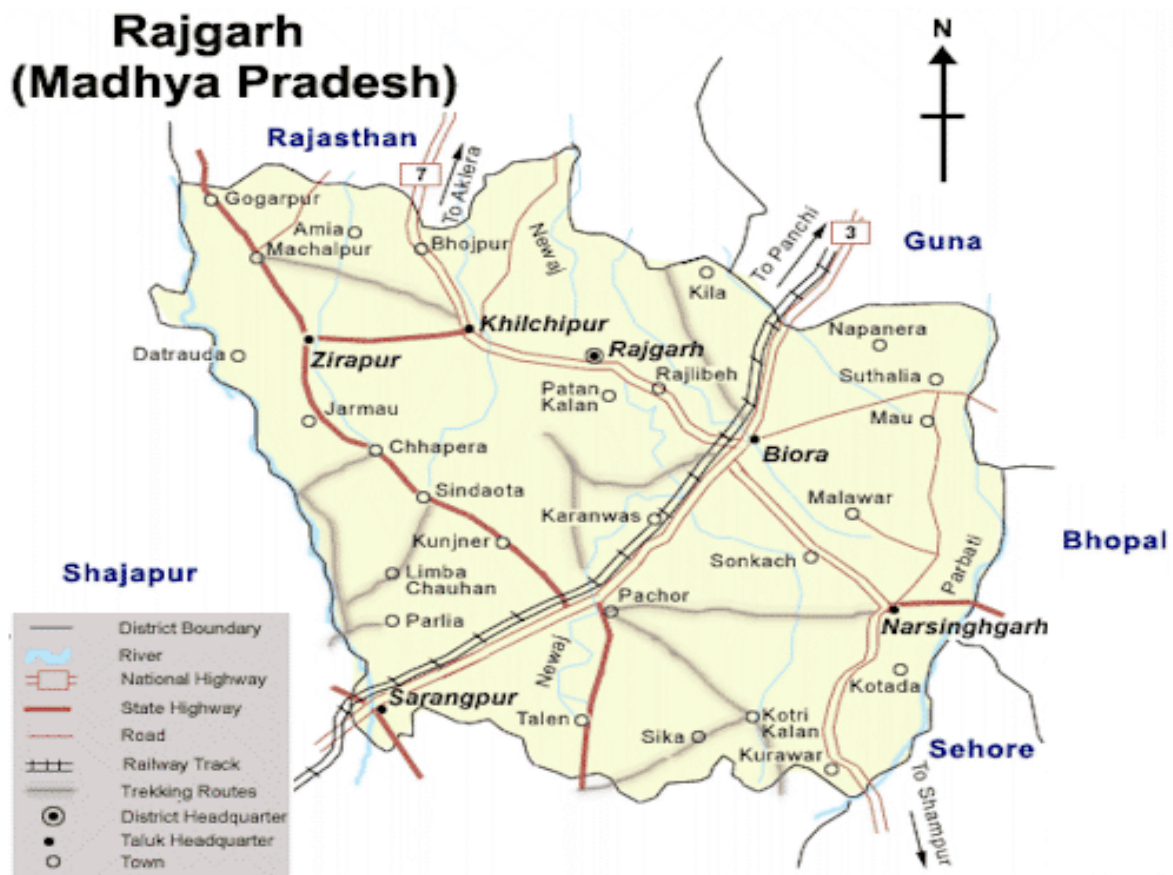 Rajgarh
(Madhya Pradesh)
N
Rajasthan
7
To Aklera
Gogarpur
Amia
Machalpur
Bhojpur
Newaj
To Panchi
3
Guna
Kila
Khilchipur
Zirapur
Datrauda
Rajgarh
Rajlibeh
Patan
Kalan
Napanera
Suthalia
Mau
Jarmau
Chhapera
Biora
Sindaota
Malawar
Karanwas
Kunjner
Sonkach
Parbati
Bhopal
Shajapur
Limba
Chauhan
Pachor
Parlia
Narsinghgarh
Newaj
Kotada
Sarangpur
Talen
Kotri
Kalan
Sika
Kurawar
Sehore
To Shampur
District Boundary
River
National Highway
State Highway
Road
Railway Track
Trekking Routes
District Headquarter
Taluk Headquarter
Town